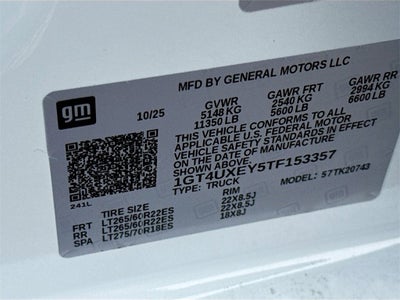 MFD BY GENERAL MOTORS LLC
gm
10/25
GVWR GAWR FRT GAWR RR
5148 KG 2540 KG 2994 KG
11350 LB 5600 LB 6600 LB
THIS VEHICLE CONFORMS TO ALL
APPLICABLE U.S. FEDERAL MOTOR
VEHICLE SAFETY STANDARDS IN EFFECT
ON THE DATE OF MANUFACTURE SHOWN ABOVE.
1GT4UXEY5TF153357
TYPE: TRUCK MODEL: 57TK20743
241L
TIRE SIZE RIM
FRT LT265/60R22ES 22X8.5J
RR LT265/60R22ES 22X8.5J
SPA LT275/70R18ES 18X8J